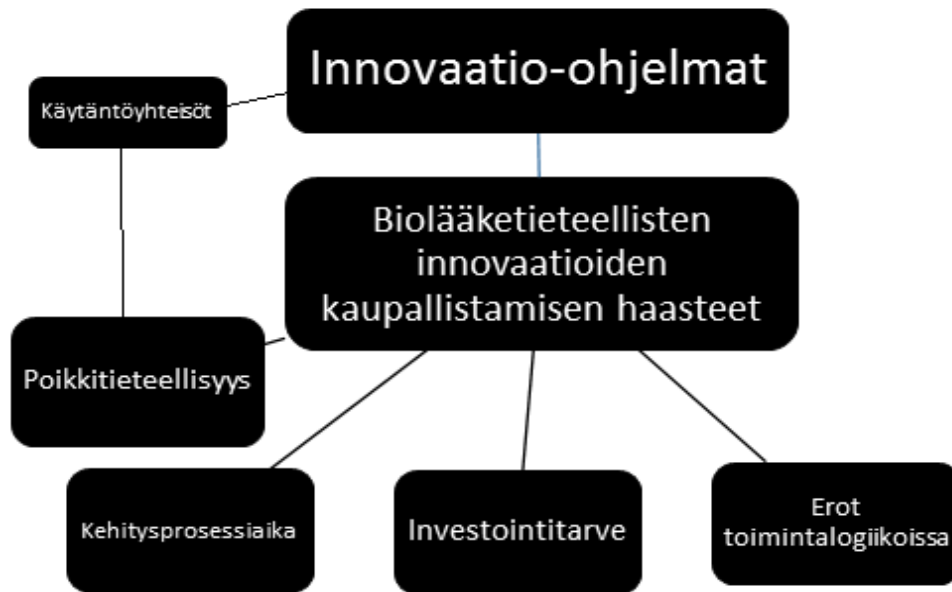 Innovaatio-ohjelmat
Käytäntöyhteisöt
Biolääketieteellisten
innovaatioiden
kaupallistamisen haasteet
Poikkitieteellisyys
Kehitysprosessiaika
Investointitarve
Erot
toimintalogiikoissa